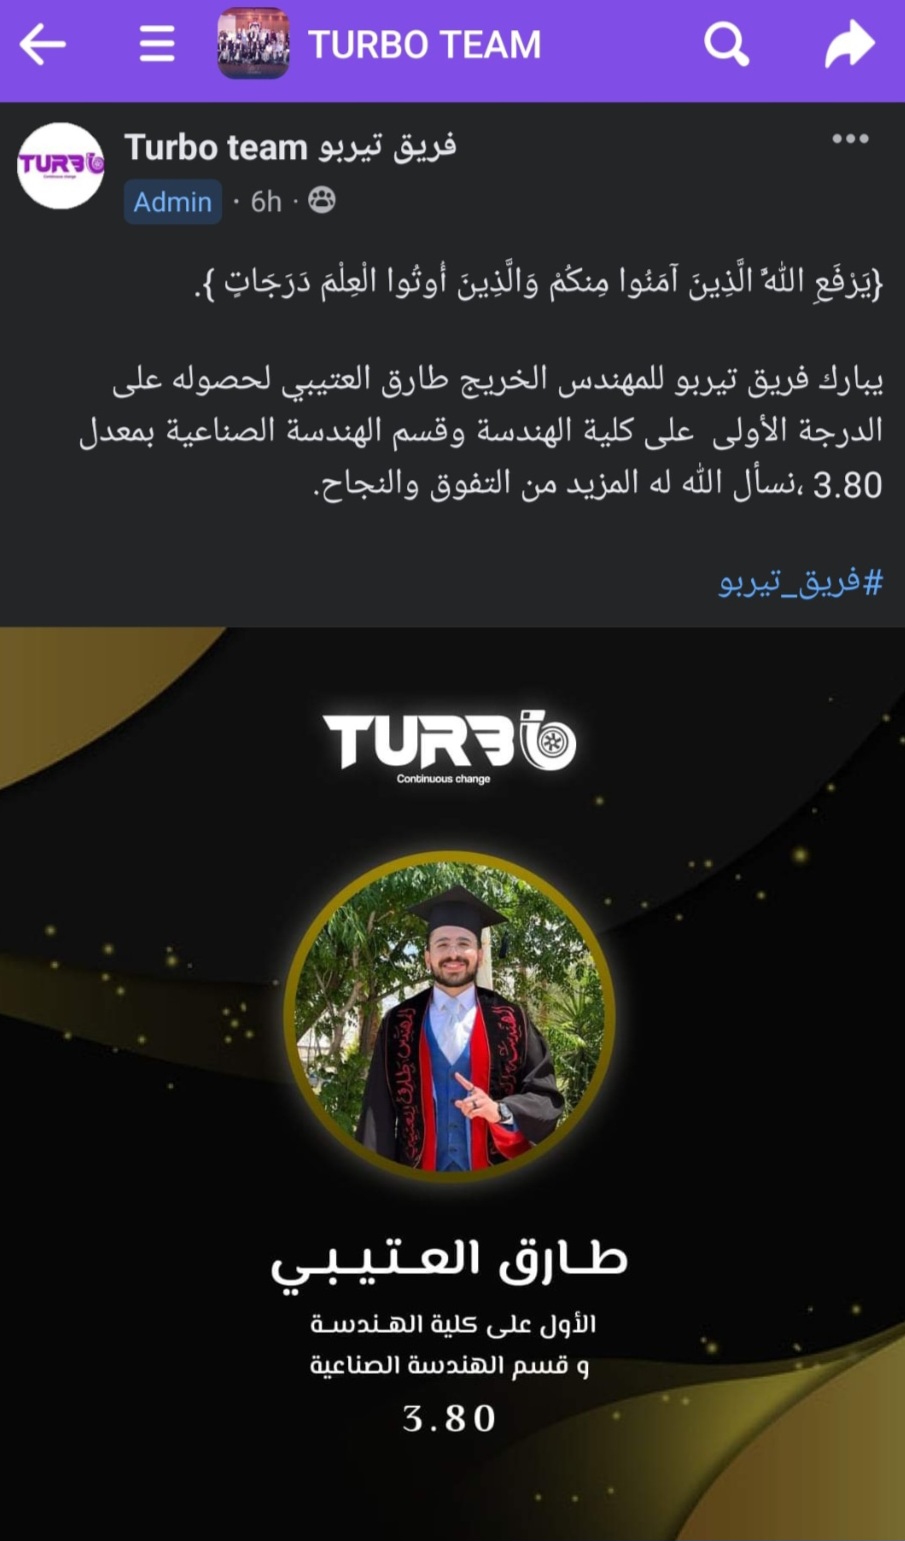 TURBO TEAM
Turbo team فريق تيربو
Admin · 6h ·
{يَرْفَعِ اللَّهُ الَّذِينَ آمَنُوا مِنكُمْ وَالَّذِينَ أُوتُوا الْعِلْمَ دَرَجَاتٍ }.
يبارك فريق تيربو للمهندس الخريج طارق العتيبي لحصوله على
الدرجة الأولى على كلية الهندسة وقسم الهندسة الصناعية بمعدل
3.80 ،نسأل الله له المزيد من التفوق والنجاح.
#فريق_تيربو
TURBO
Continuous change
المهندس طارق العتيبي
طارق العتيبي
الأول على كلية الهندسة
و قسم الهندسة الصناعية
3.80